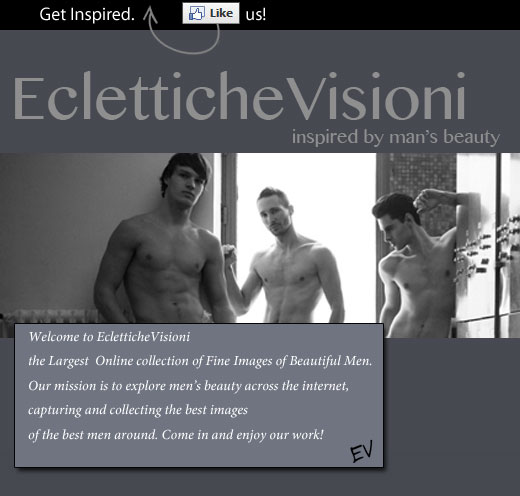 Get Inspired. Like us!
EcletticheVisioni
inspired by man's beauty
Welcome to EcletticheVisioni
the Largest Online collection of Fine Images of Beautiful Men.
Our mission is to explore men's beauty across the internet,
capturing and collecting the best images
of the best men around. Come in and enjoy our work!
EV